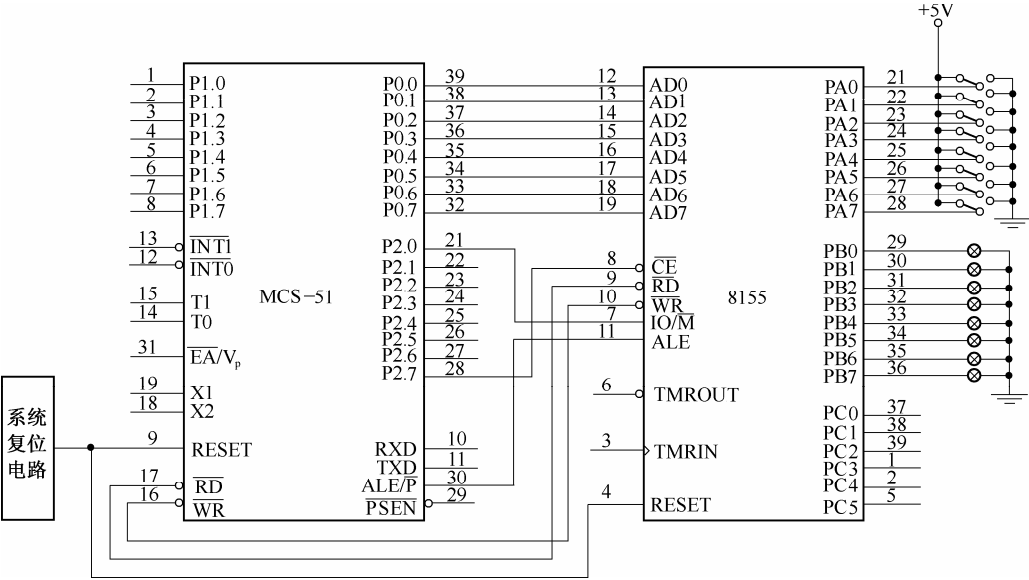 +5V
1 P1.0 P0.0 39 12 AD0 PA0 21
2 P1.1 P0.1 38 13 AD1 PA1 22
3 P1.2 P0.2 37 14 AD2 PA2 23
4 P1.3 P0.3 36 15 AD3 PA3 24
5 P1.4 P0.4 35 16 AD4 PA4 25
6 P1.5 P0.5 34 17 AD5 PA5 26
7 P1.6 P0.6 33 18 AD6 PA6 27
8 P1.7 P0.7 32 19 AD7 PA7 28
13 I̅N̅T̅1̅ P2.0 21 PB0 29
12 I̅N̅T̅0̅ P2.1 22 8 C̅E̅ PB1 30
P2.2 23 9 R̅D̅ PB2 31
15 T1 MCS-51 P2.3 24 10 W̅R̅ 8155 PB3 32
14 T0 P2.4 25 7 IO/M̅ PB4 33
P2.5 26 11 ALE PB5 34
31 E̅A̅/Vp P2.6 27 PB6 35
P2.7 28 PB7 36
19 X1 6 TMROUT
18 X2 PC0 37
系统
复位
电路
9 RESET RXD 10 3 TMRIN PC1 38
TXD 11 PC2 39
17 R̅D̅ ALE/P̅ 30 PC3 1
16 W̅R̅ P̅S̅E̅N̅ 29 4 RESET PC4 2
PC5 5